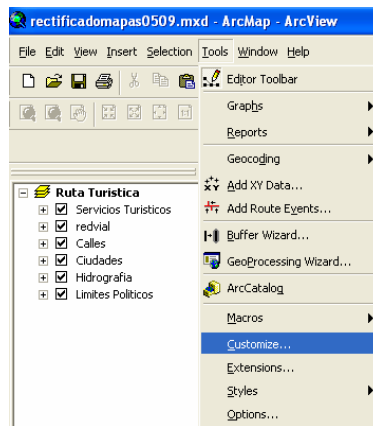 rectificadomapas0509.mxd - ArcMap - ArcView
File Edit View Insert Selection Tools Window Help
Editor Toolbar
Graphs
Reports
Geocoding
Add XY Data...
Add Route Events...
Buffer Wizard...
GeoProcessing Wizard...
ArcCatalog
Macros
Customize...
Extensions...
Styles
Options...
Ruta Turistica
Servicios Turisticos
redvial
Calles
Ciudades
Hidrografia
Limites Politicos